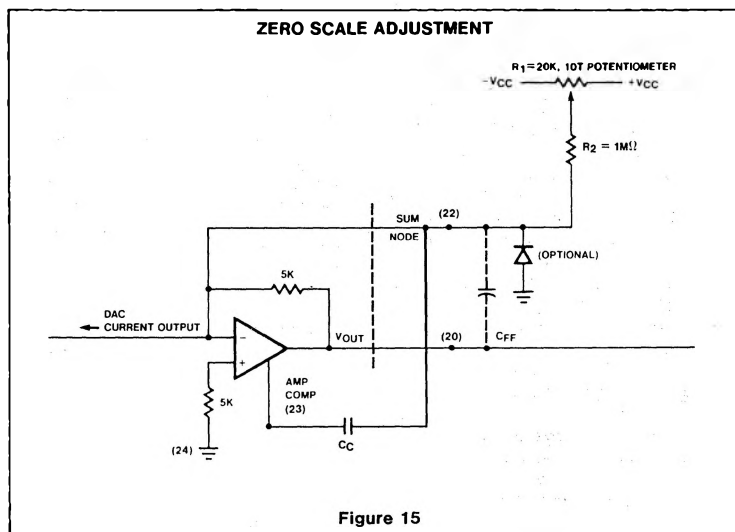 ZERO SCALE ADJUSTMENT
R1=20K, 10T POTENTIOMETER
-VCC +VCC
R2 = 1MΩ
SUM (22)
NODE
(OPTIONAL)
5K
DAC
CURRENT OUTPUT
VOUT (20) CFF
-
+
AMP
COMP
(23)
5K
CC
(24)
Figure 15